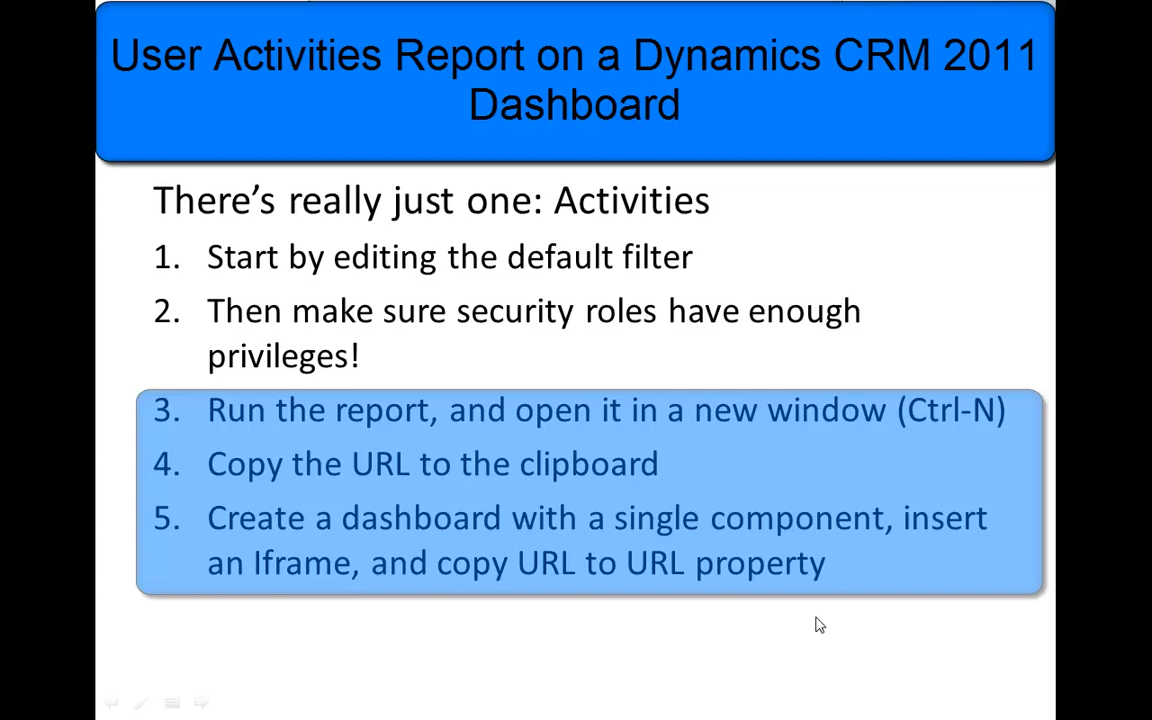 User Activities Report on a Dynamics CRM 2011
Dashboard
There's really just one: Activities
1. Start by editing the default filter
2. Then make sure security roles have enough
privileges!
3. Run the report, and open it in a new window (Ctrl-N)
4. Copy the URL to the clipboard
5. Create a dashboard with a single component, insert
an Iframe, and copy URL to URL property